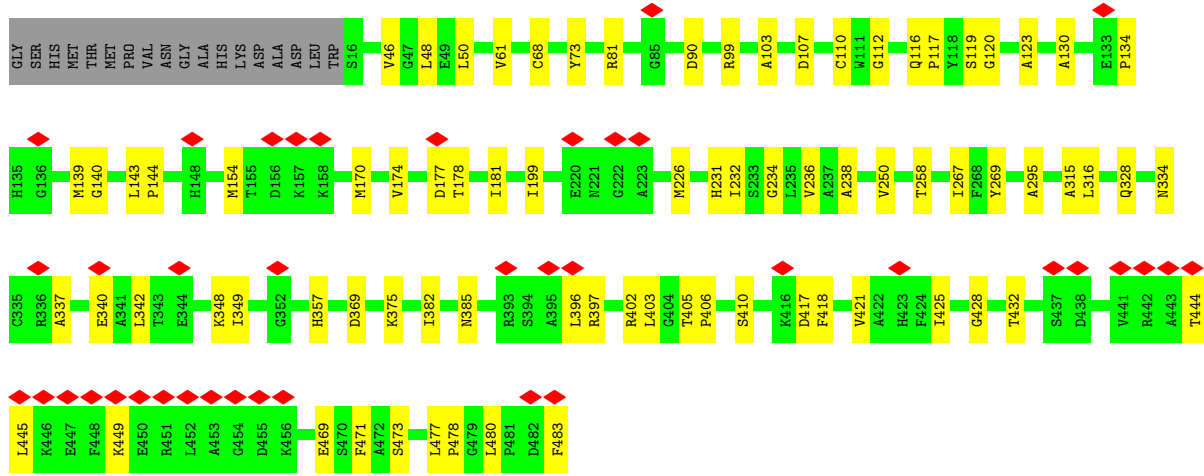 GLY SER HIS MET THR MET PRO VAL ASN GLY ALA HIS LYS ASP ALA ASP LEU TRP S16 V46 G47 L48 E49 L50 V61 C68 Y73 R81 G85 D90 R99 A103 D107 C110 W111 G112 Q116 P117 Y118 S119 G120 A123 A130 E133 P134
H135 G136 M139 G140 L143 P144 H148 M154 T155 D156 K157 K158 M170 V174 D177 T178 I181 I199 E220 N221 G222 A223 M226 H231 I232 S233 G234 L235 V236 A237 A238 V250 T258 I267 F268 Y269 A295 A315 L316 Q328 N334
C335 R336 A337 E340 A341 L342 T343 E344 K348 I349 G352 H357 D369 K375 I382 N385 R393 S394 A395 L396 R397 R402 L403 G404 T405 P406 S410 K416 D417 F418 V421 A422 H423 F424 I425 G428 T432 S437 D438 V441 R442 A443 T444
L445 K446 E447 F448 K449 E450 R451 L452 A453 G454 D455 K456 E469 S470 F471 A472 S473 L477 P478 G479 L480 P481 D482 F483